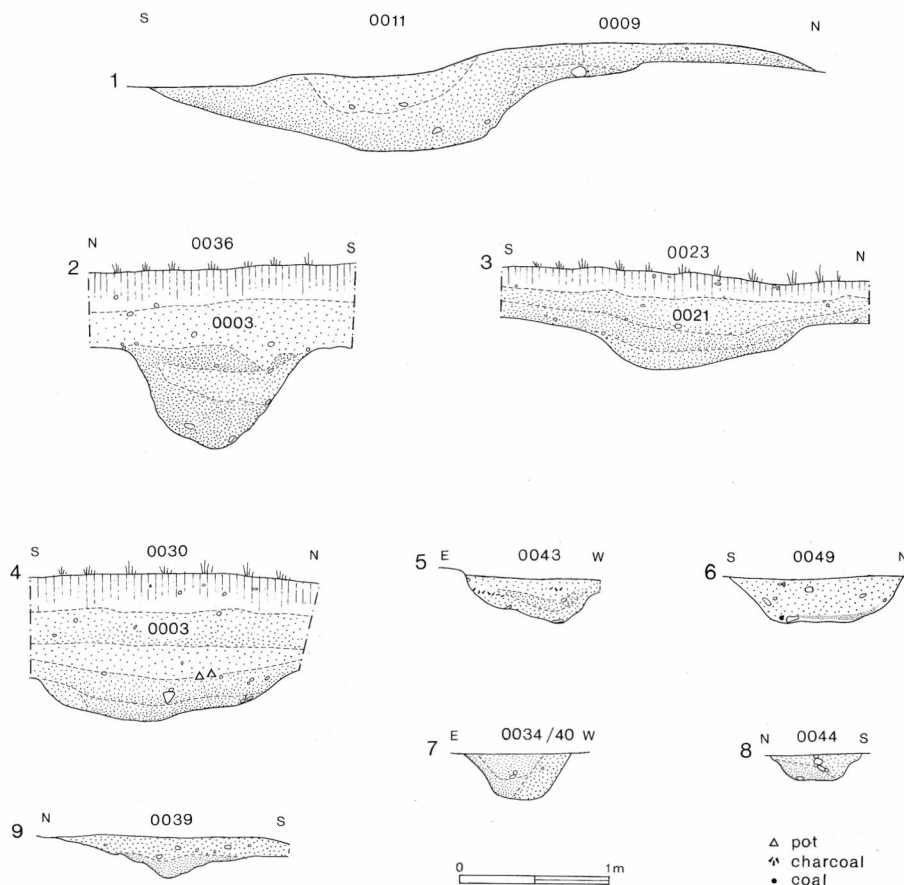 S 0011 0009 N
1
N 0036 S
2
0003
S 0023 N
3
0021
S 0030 N
4
0003
E 0043 W
5
S 0049 N
6
E 0034/40 W
7
N 0044 S
8
N 0039 S
9
0 1m
pot
charcoal
coal